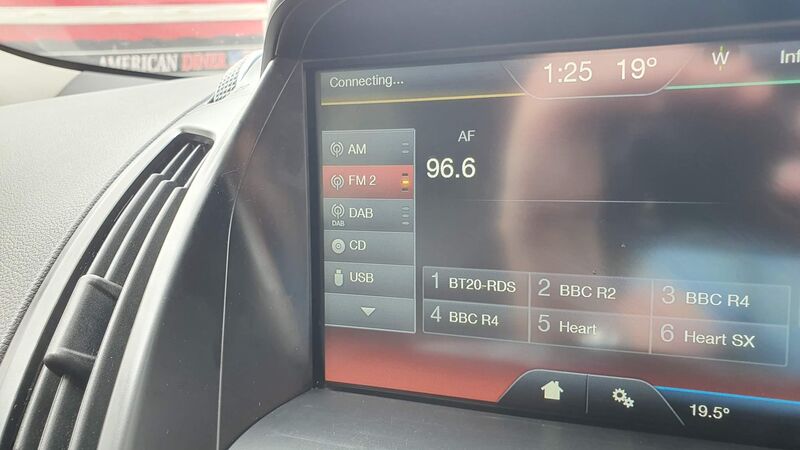 AMERICAN DINER
Connecting...
1:25 19°
W
AF
96.6
AM
FM 2
DAB
DAB
CD
USB
1 BT20-RDS
2 BBC R2
3 BBC R4
4 BBC R4
5 Heart
6 Heart SX
19.5°